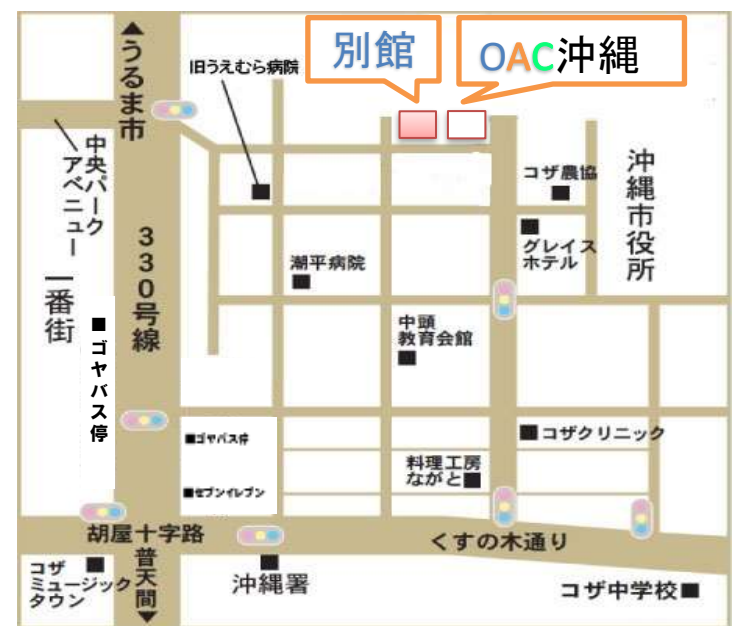 ▲うるま市
旧うえむら病院
別館
OAC沖縄
中央パーク
アベニュー
コザ農協
沖縄市役所
330号線
グレイス
ホテル
潮平病院
一番街
■ゴヤバス停
中頭
教育会館
■ゴヤバス停
■コザクリニック
料理工房
ながと■
■セブンイレブン
胡屋十字路
くすの木通り
コザ
ミュージック
タウン
普天間▼
沖縄署
コザ中学校■